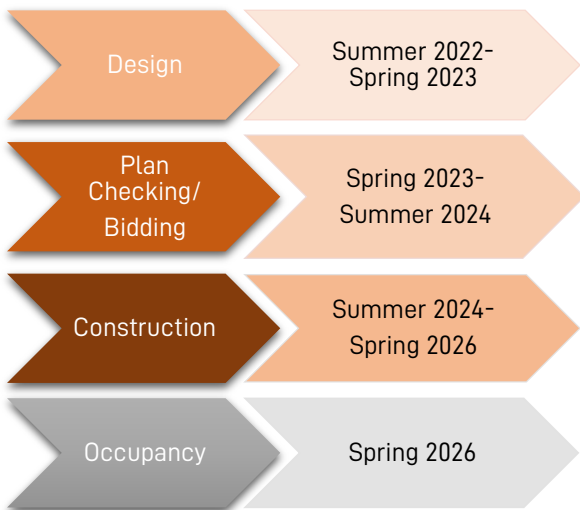 Design
Summer 2022-
Spring 2023
Plan
Checking/
Bidding
Spring 2023-
Summer 2024
Construction
Summer 2024-
Spring 2026
Occupancy
Spring 2026